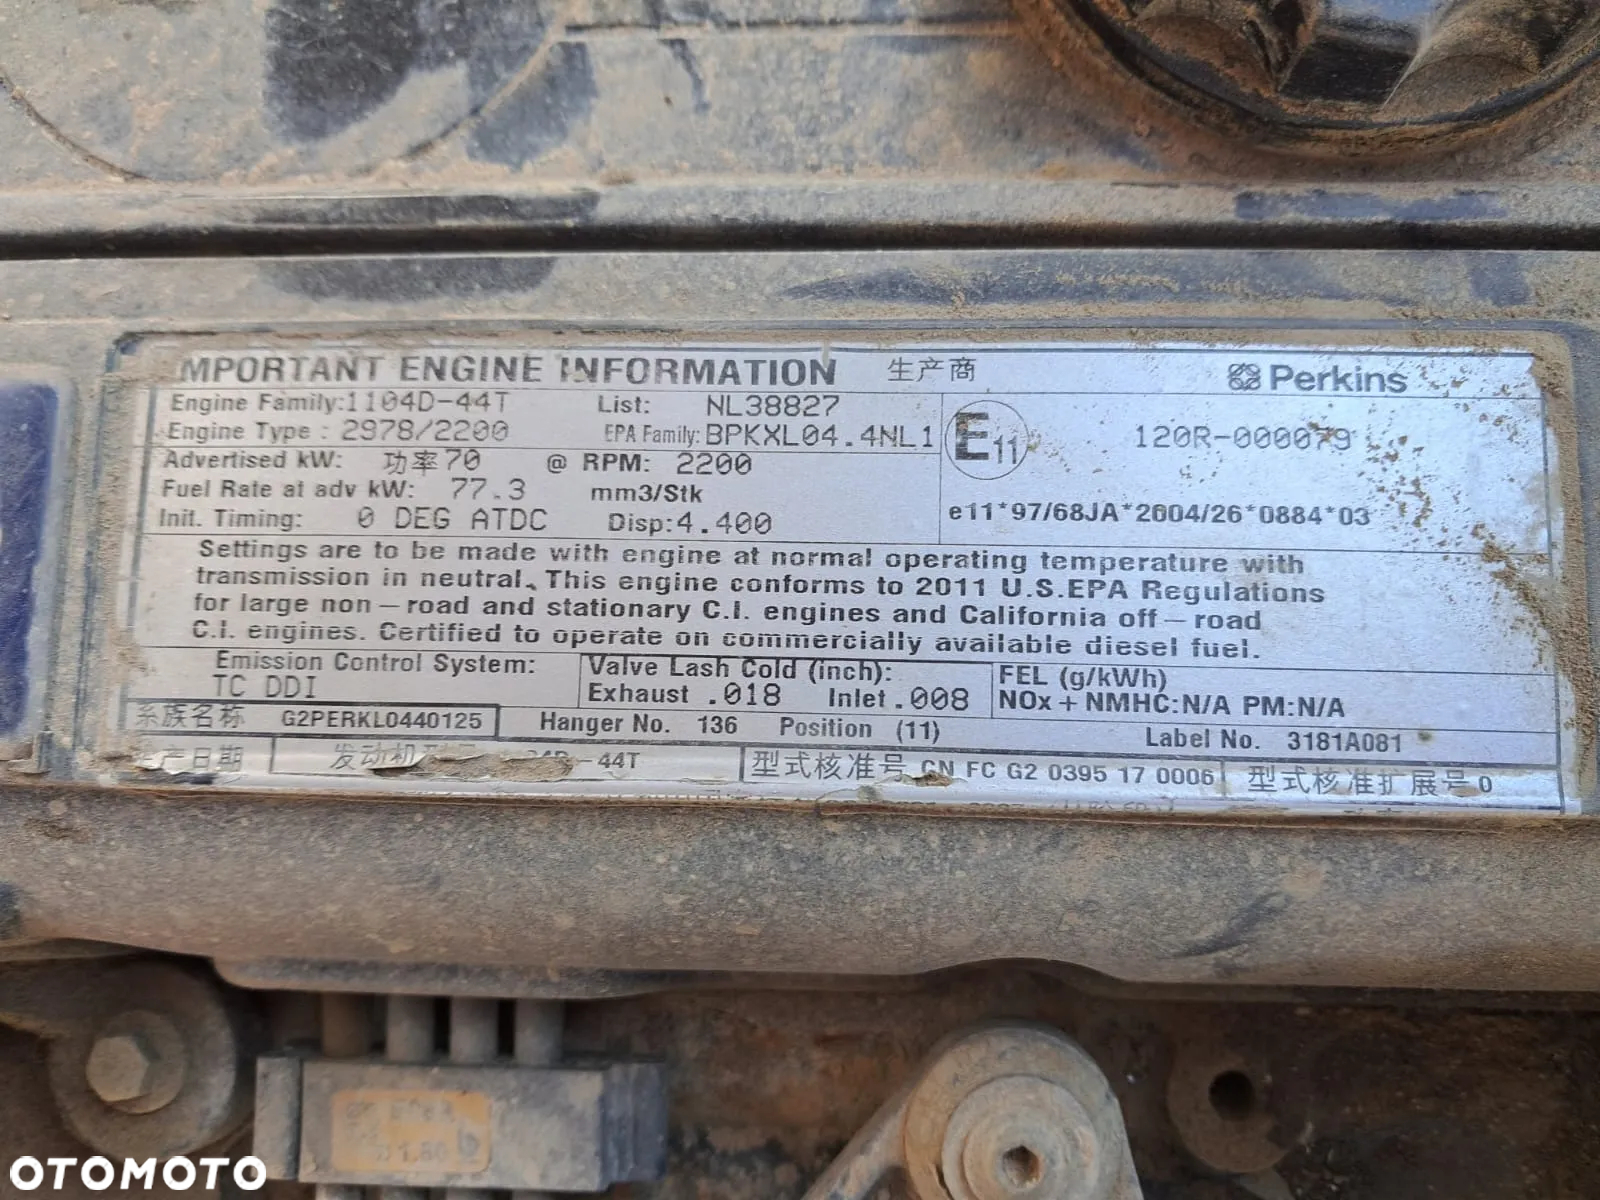 MPORTANT ENGINE INFORMATION 生产商 Perkins
Engine Family:1104D-44T List: NL38827
Engine Type : 2978/2200 EPA Family: BPKXL04.4NL1 E11 120R-000079
Advertised kW: 功率70 @ RPM: 2200
Fuel Rate at adv kW: 77.3 mm3/Stk
Init. Timing: 0 DEG ATDC Disp:4.400 e11*97/68JA*2004/26*0884*03
Settings are to be made with engine at normal operating temperature with
transmission in neutral. This engine conforms to 2011 U.S.EPA Regulations
for large non-road and stationary C.I. engines and California off-road
C.I. engines. Certified to operate on commercially available diesel fuel.
Emission Control System: Valve Lash Cold (inch): FEL (g/kWh)
TC DDI Exhaust .018 Inlet .008 NOx + NMHC:N/A PM:N/A
系族名称 G2PERKL0440125 Hanger No. 136 Position (11) Label No. 3181A081
产日期 发动机 -44T 型式核准号 CN FC G2 0395 17 0006 型式核准扩展号 0
OTOMOTO